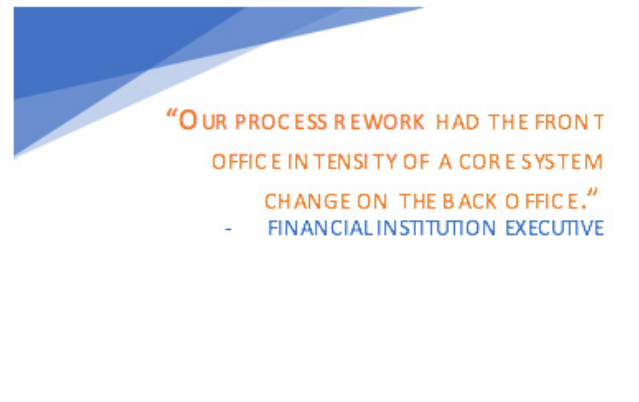 “OUR PROCESS REWORK HAD THE FRONT
OFFICE INTENSITY OF A CORE SYSTEM
CHANGE ON THE BACK OFFICE.”
- FINANCIAL INSTITUTION EXECUTIVE